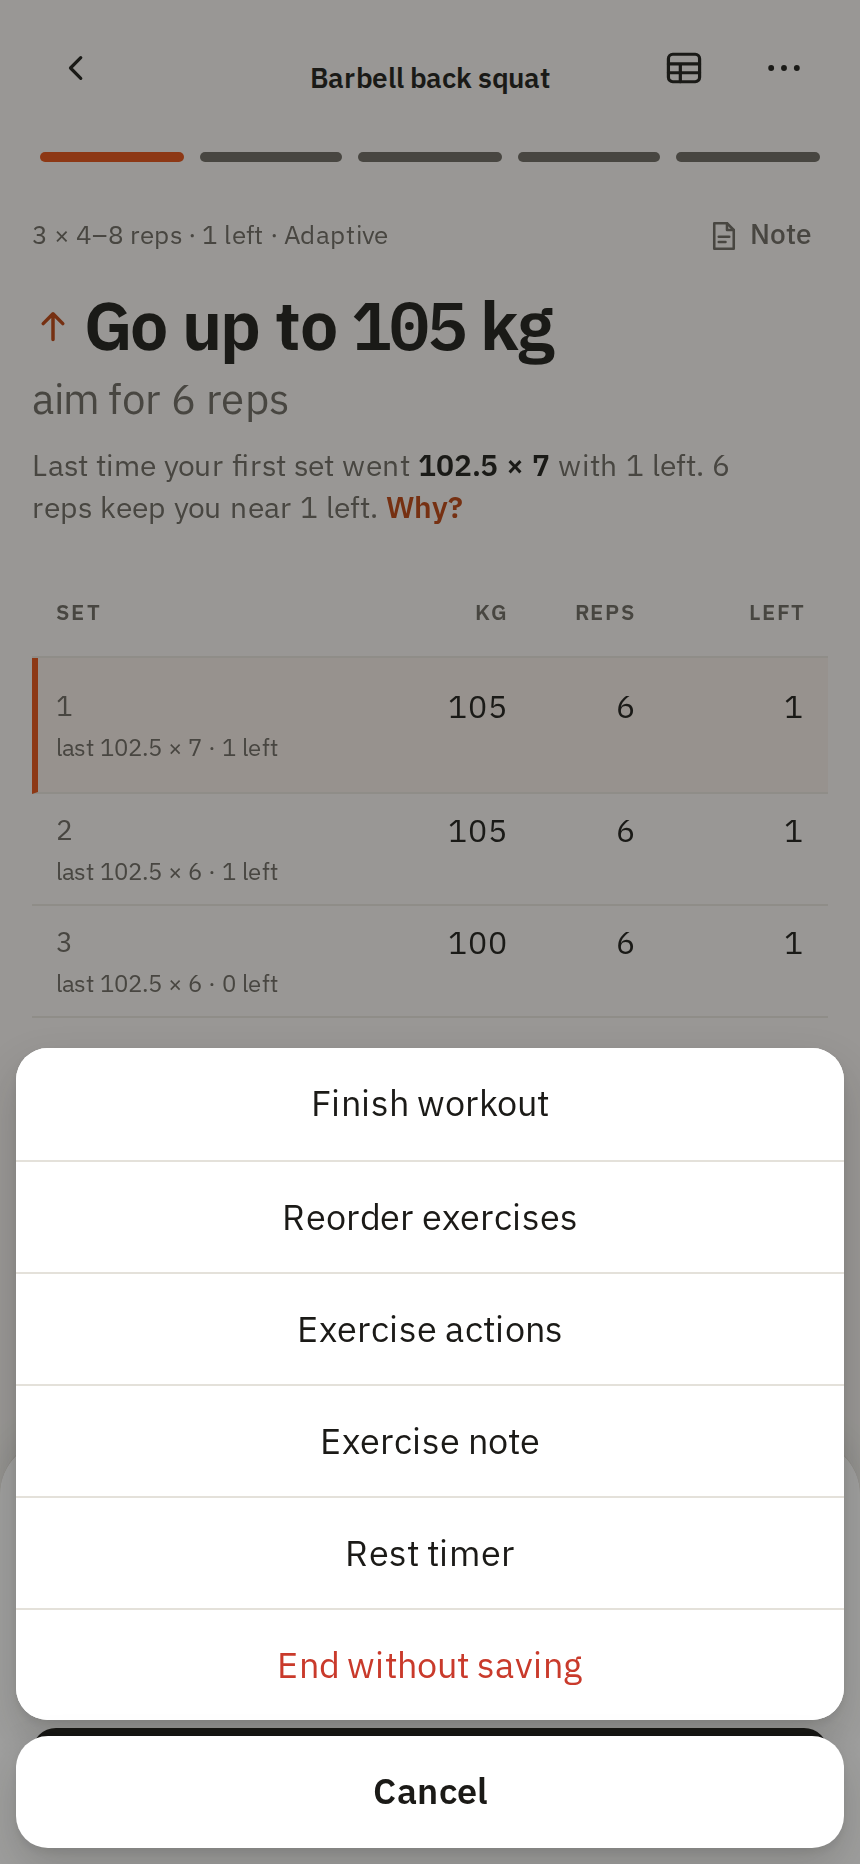 Barbell back squat
3 × 4–8 reps · 1 left · Adaptive
Note
↑ Go up to 105 kg
aim for 6 reps
Last time your first set went 102.5 × 7 with 1 left. 6
reps keep you near 1 left. Why?
SET KG REPS LEFT
1 105 6 1
last 102.5 × 7 · 1 left
2 105 6 1
last 102.5 × 6 · 1 left
3 100 6 1
last 102.5 × 6 · 0 left
Finish workout
Reorder exercises
Exercise actions
Exercise note
Rest timer
End without saving
Cancel